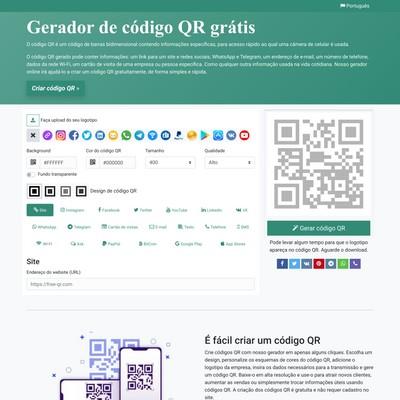 Português
Gerador de código QR grátis
O código QR é um código de barras bidimensional contendo informações específicas, para acesso rápido ao qual uma câmera de celular é usada.
O código QR gerado pode conter informações: um link para um site e redes sociais, WhatsApp e Telegram, um endereço de e-mail, um número de telefone,
dados da rede Wi-Fi, um cartão de visita de uma empresa ou pessoa específica. Como qualquer outra informação usada na vida cotidiana. Nosso gerador
online irá ajudá-lo a criar um código QR gratuitamente, de forma simples e rápida.
Criar código QR »
Faça upload do seu logotipo
Background Cor do código QR Tamanho Qualidade
#FFFFFF #000000 400 Alto
Fundo transparente
Design de código QR
Site Instagram Facebook Twitter YouTube LinkedIn VK
WhatsApp Telegram Cartão de visitas E-mail Texto Telefone SMS
Wi-Fi PayPal BitCoin Google Play App Stores
Site
Endereço do website (URL)
https://free-qr.com
Gerar código QR
Pode levar algum tempo para que o logotipo
apareça no código QR. Aguarde o download.
É fácil criar um código QR
Crie códigos QR com nosso gerador em apenas alguns cliques. Escolha um
design, personalize os esquemas de cores do código QR, adicione o
logotipo da empresa, insira os dados necessários para a transmissão e gere
um código QR. Baixe-o em alta resolução e use-o para atrair novos clientes,
aumentar as vendas ou simplesmente trocar informações úteis usando
códigos QR. A criação dos códigos QR é gratuita e não requer cadastro no
site.